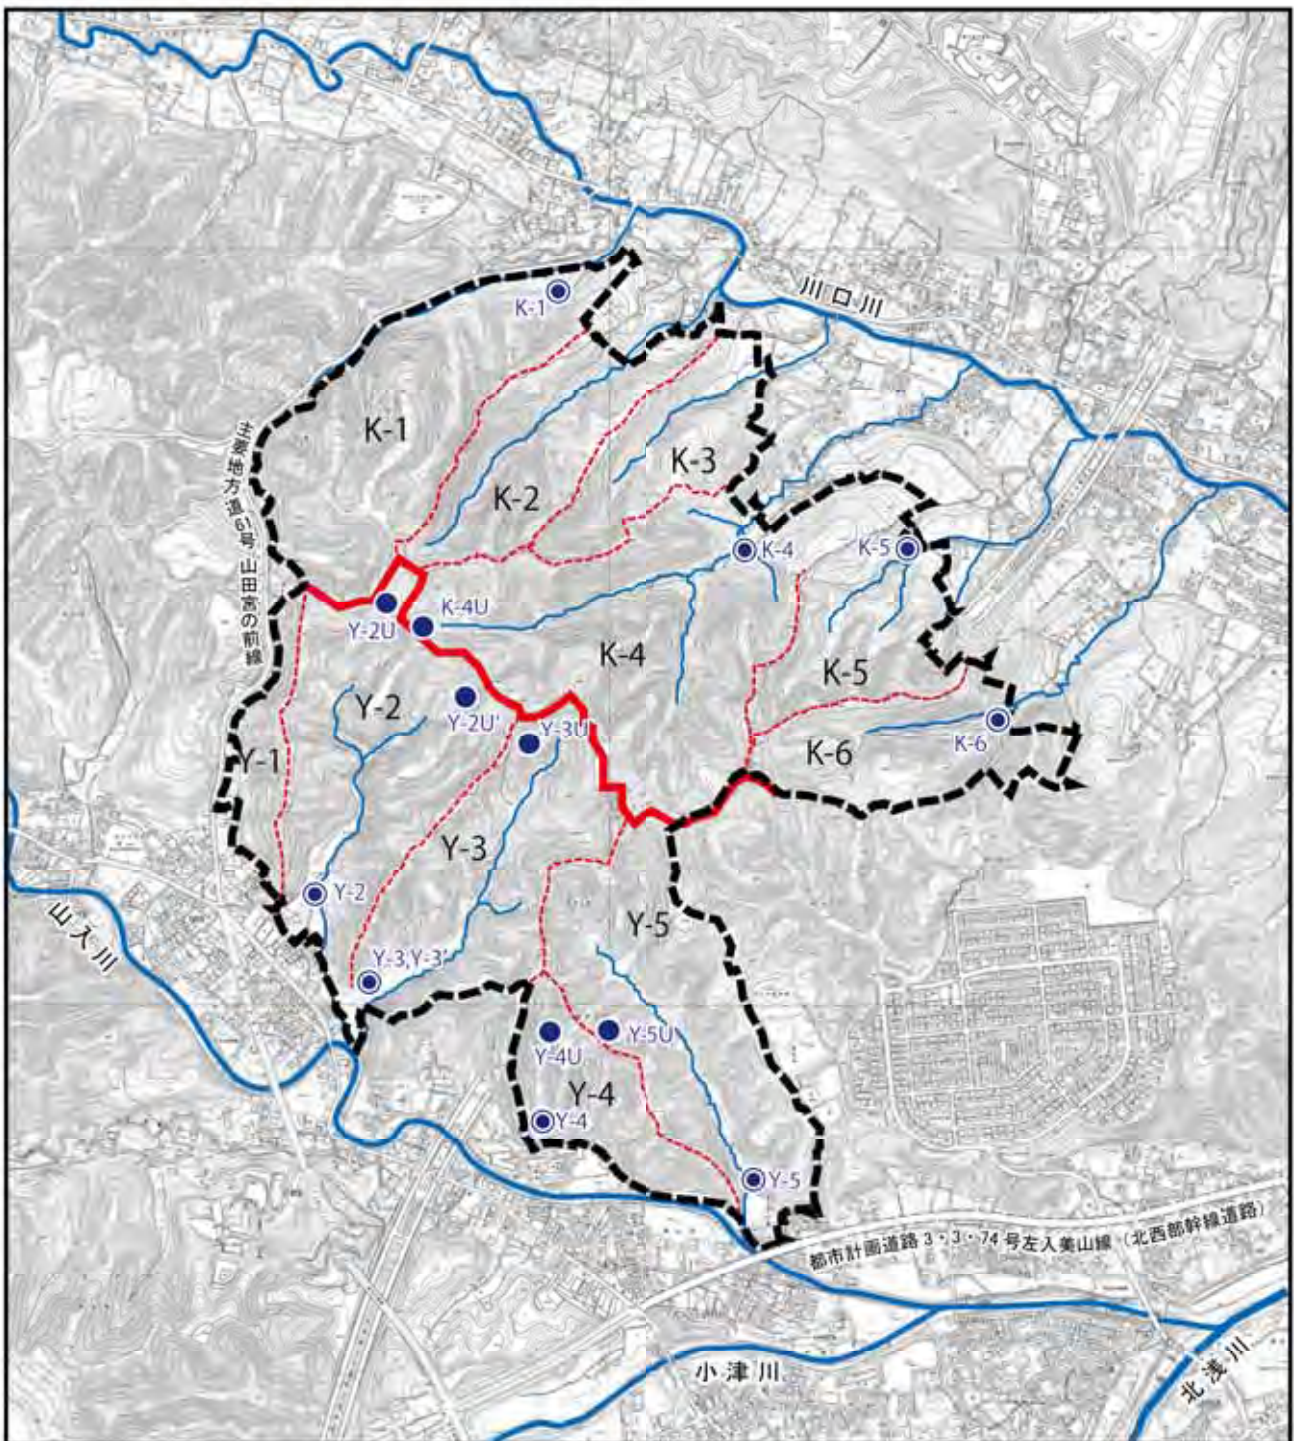 川口川
K-1
K-1
主要地方道61号 山田宮の前線
K-3
K-2
K-4
K-5
Y-2U
K-4U
K-4
K-5
Y-2
Y-2U'
Y-3U
K-6
K-6
Y-1
Y-3
Y-2
Y-5
山入川
Y-3,Y-3'
Y-4U
Y-5U
Y-4
Y-4
Y-5
都市計画道路3・3・74号左入美山線（北西部幹線道路）
小津川
北浅川